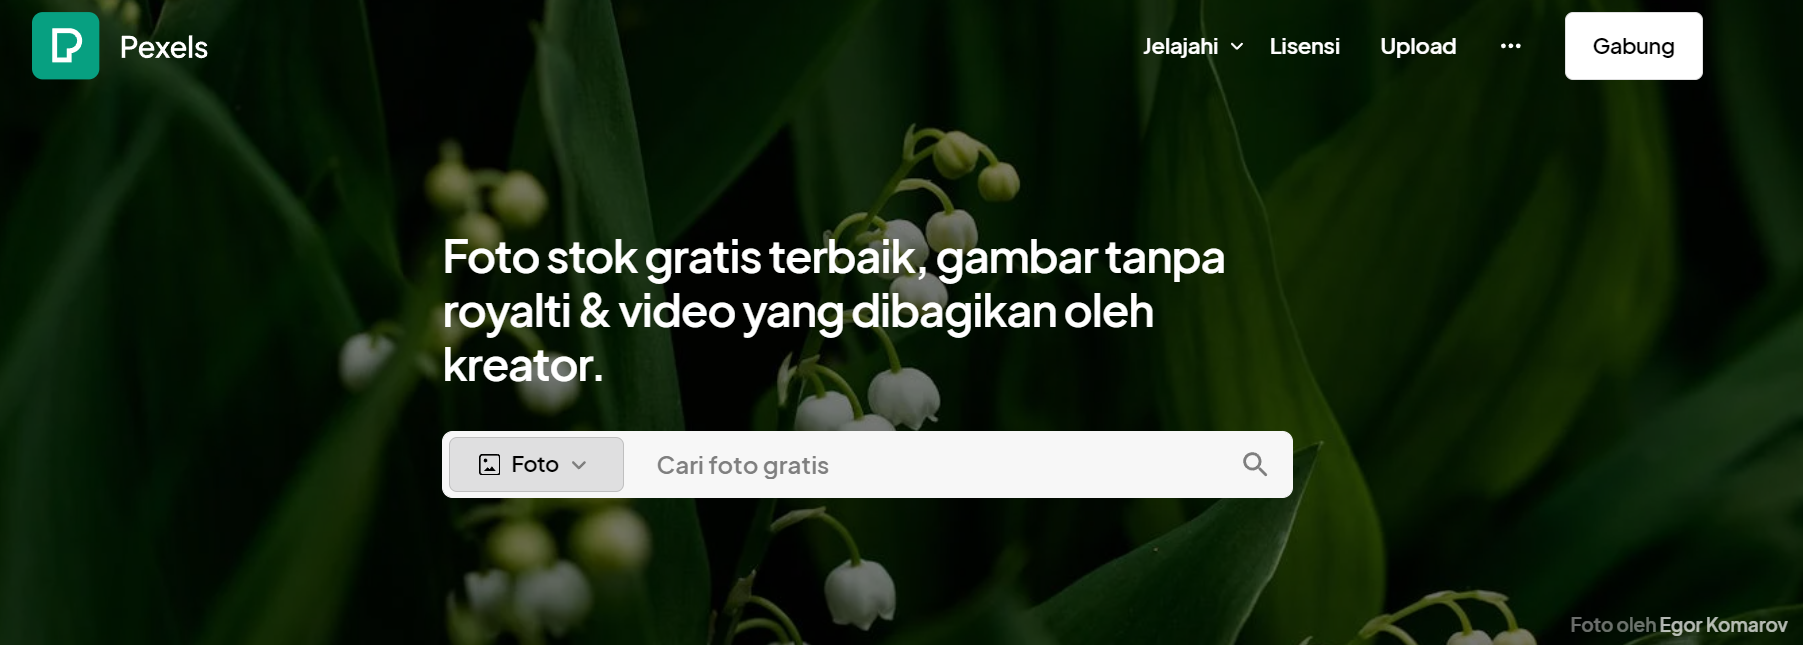 Pexels
Jelajahi
Lisensi
Upload
Gabung
Foto stok gratis terbaik, gambar tanpa
royalti & video yang dibagikan oleh
kreator.
Foto
Cari foto gratis
Foto oleh Egor Komarov